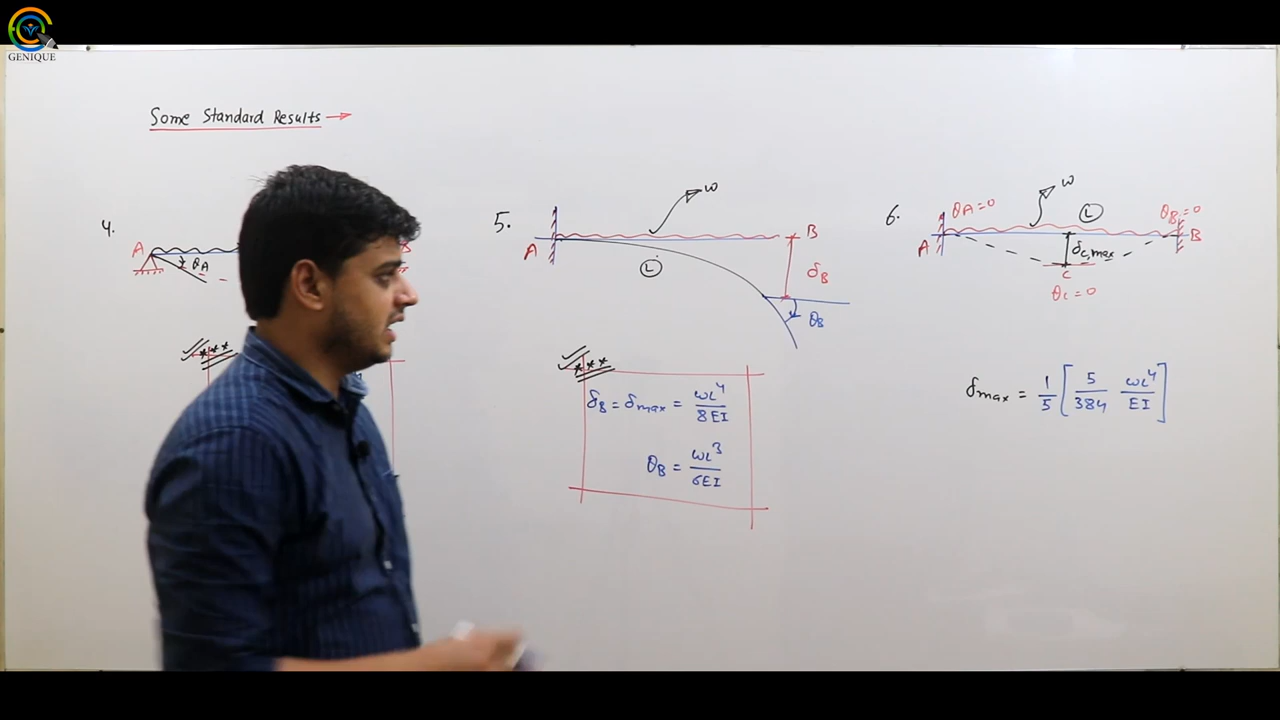 GENIQUE
Some Standard Results →
4.
A
θA
5.
w
A
B
L
δB
θB
δB = δmax = wL⁴/8EI
θB = wL³/6EI
6.
w
θA = 0
L
θB = 0
A
B
δc,max
C
θc = 0
δmax = 1/5 [5/384 wL⁴/EI]